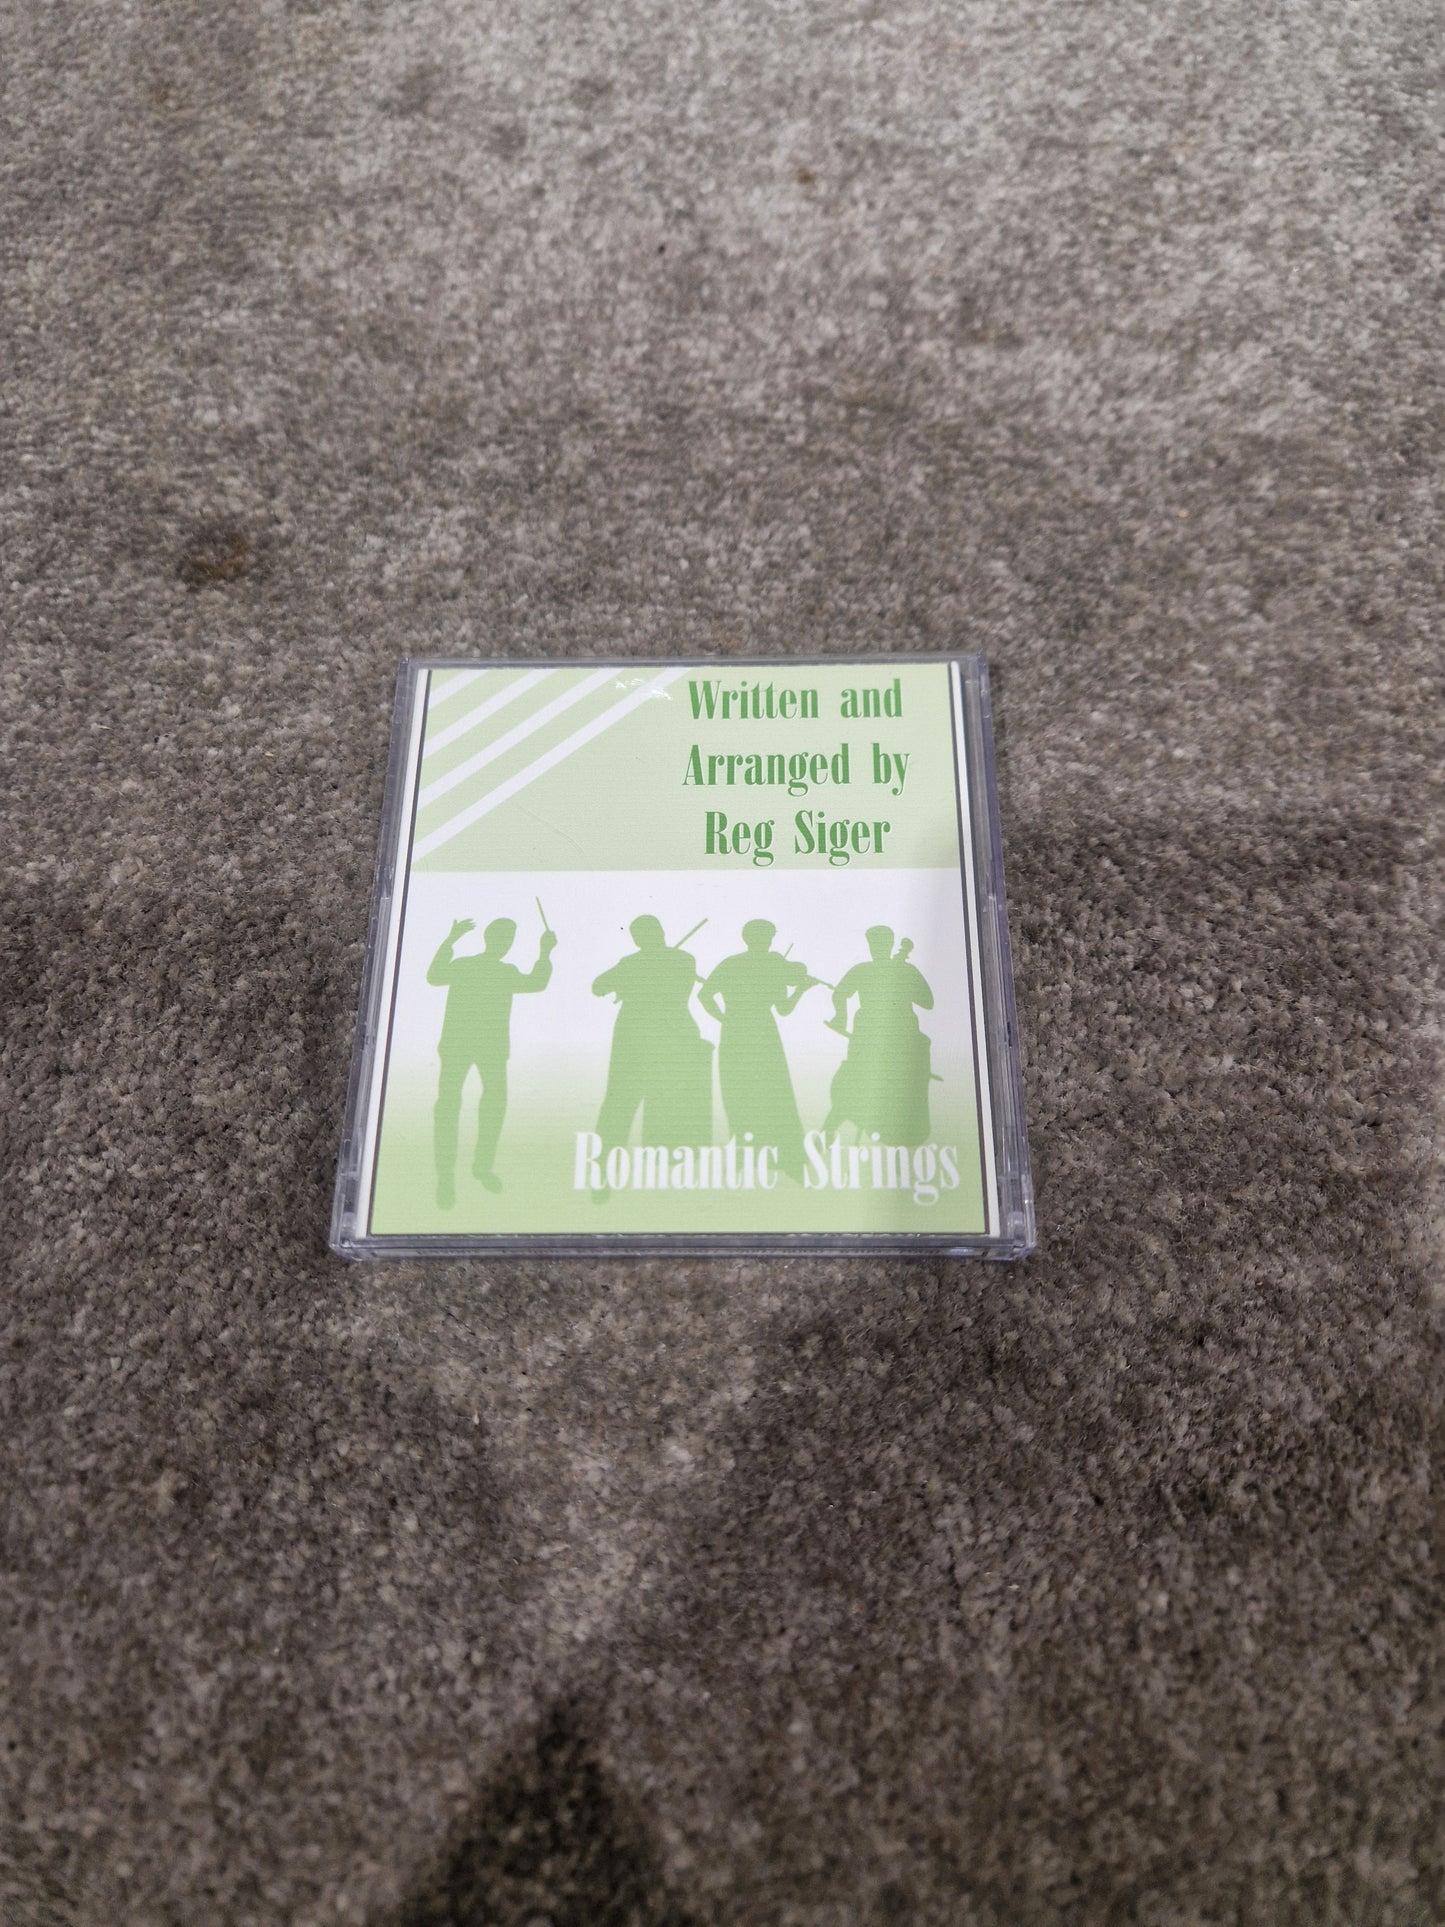 Written and
Arranged by
Reg Siger
Romantic Strings